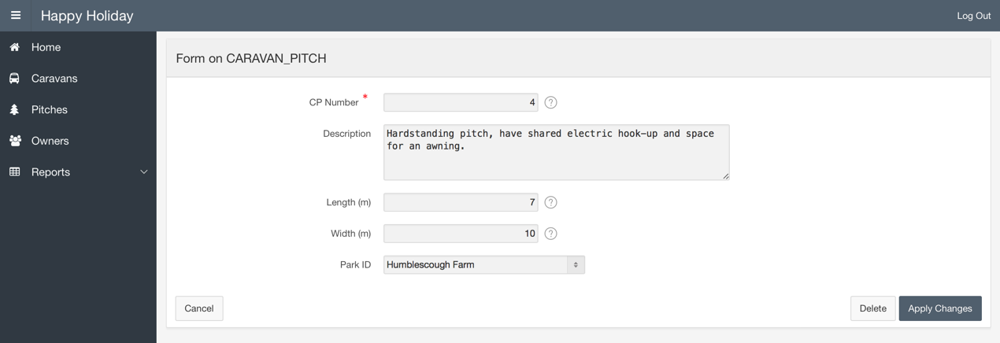 Happy Holiday
Log Out
Home
Caravans
Pitches
Owners
Reports
Form on CARAVAN_PITCH
CP Number *
4 ?
Description
Hardstanding pitch, have shared electric hook-up and space
for an awning.
Length (m)
7 ?
Width (m)
10 ?
Park ID
Humblescough Farm
Cancel
Delete
Apply Changes